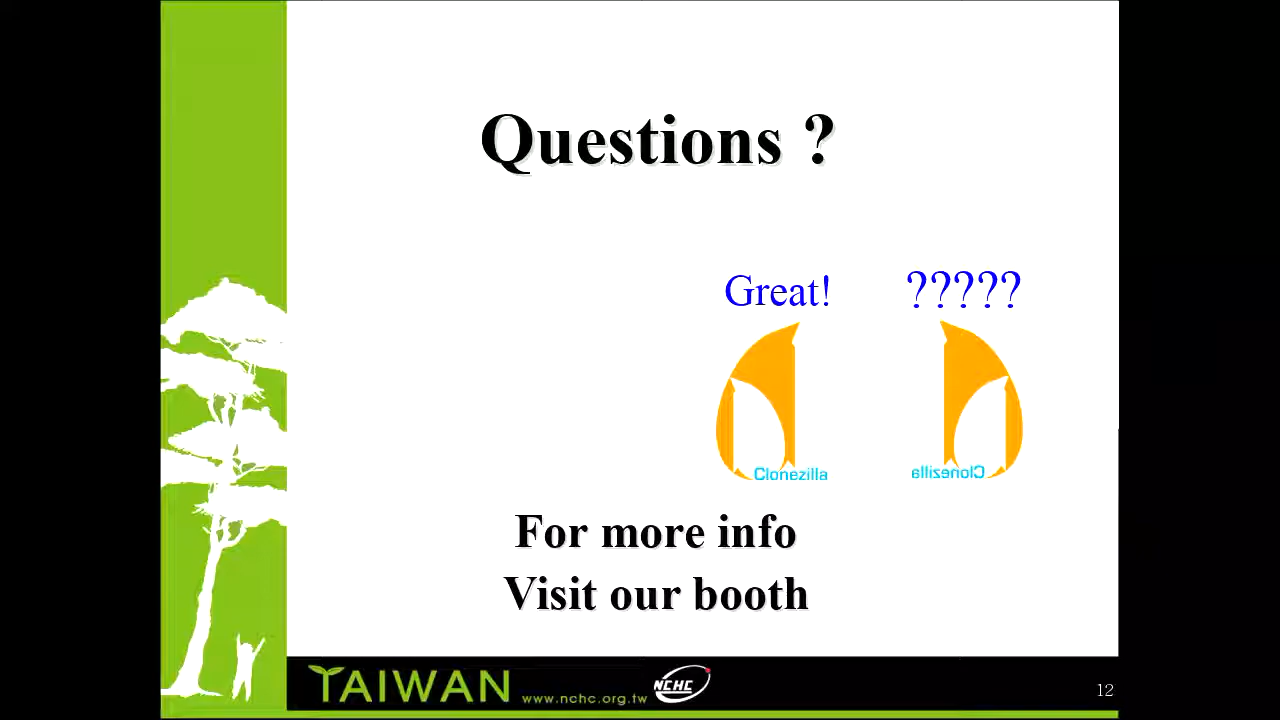 Questions ?
Great!
?????
Clonezilla
Clonezilla
For more info
Visit our booth
TAIWAN
www.nchc.org.tw
NCHC
12